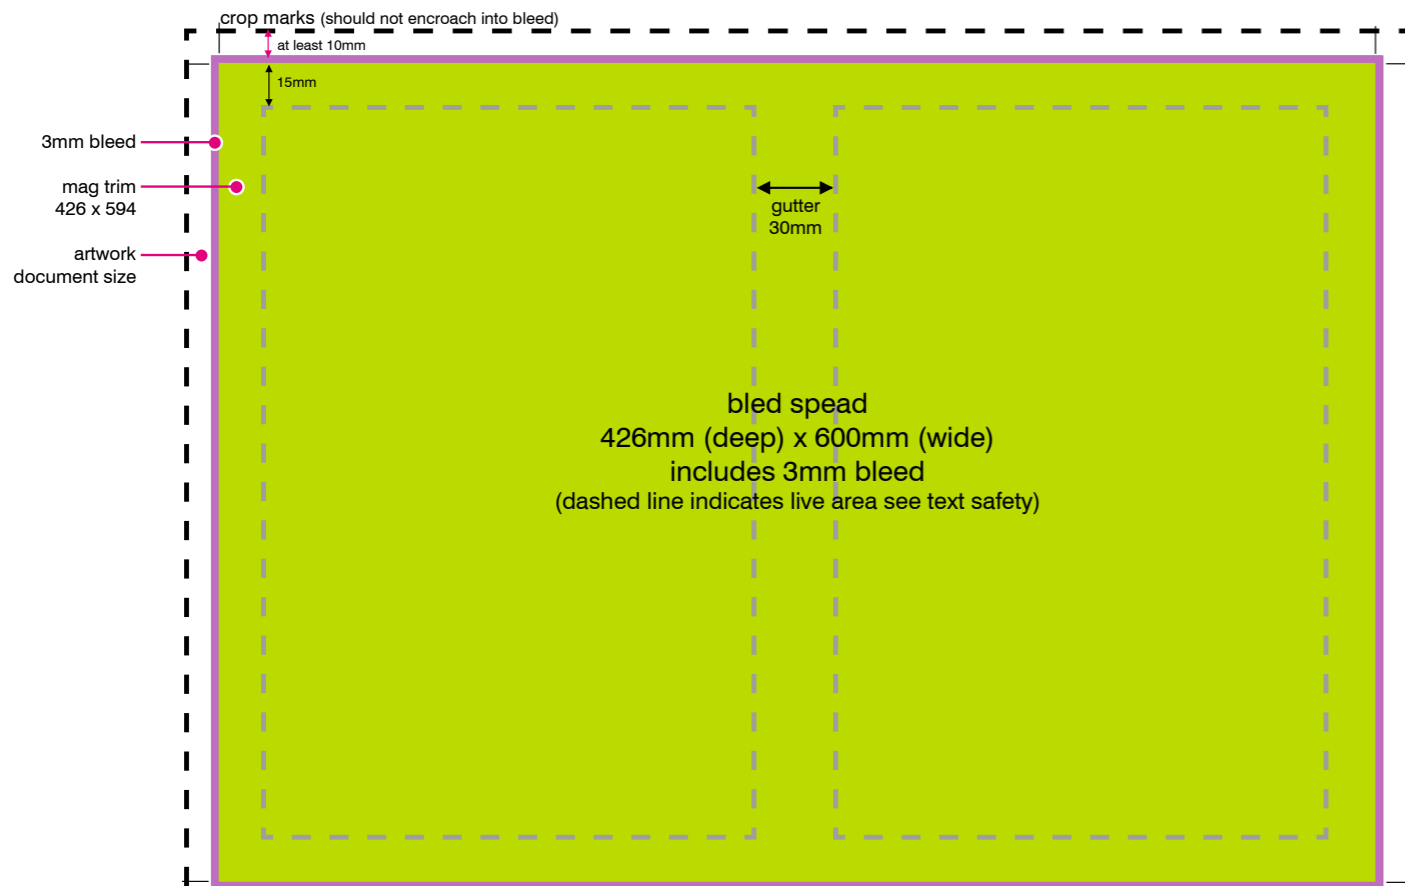 crop marks (should not encroach into bleed)
at least 10mm
15mm
3mm bleed
mag trim
426 x 594
artwork
document size
gutter
30mm
bled spead
426mm (deep) x 600mm (wide)
includes 3mm bleed
(dashed line indicates live area see text safety)